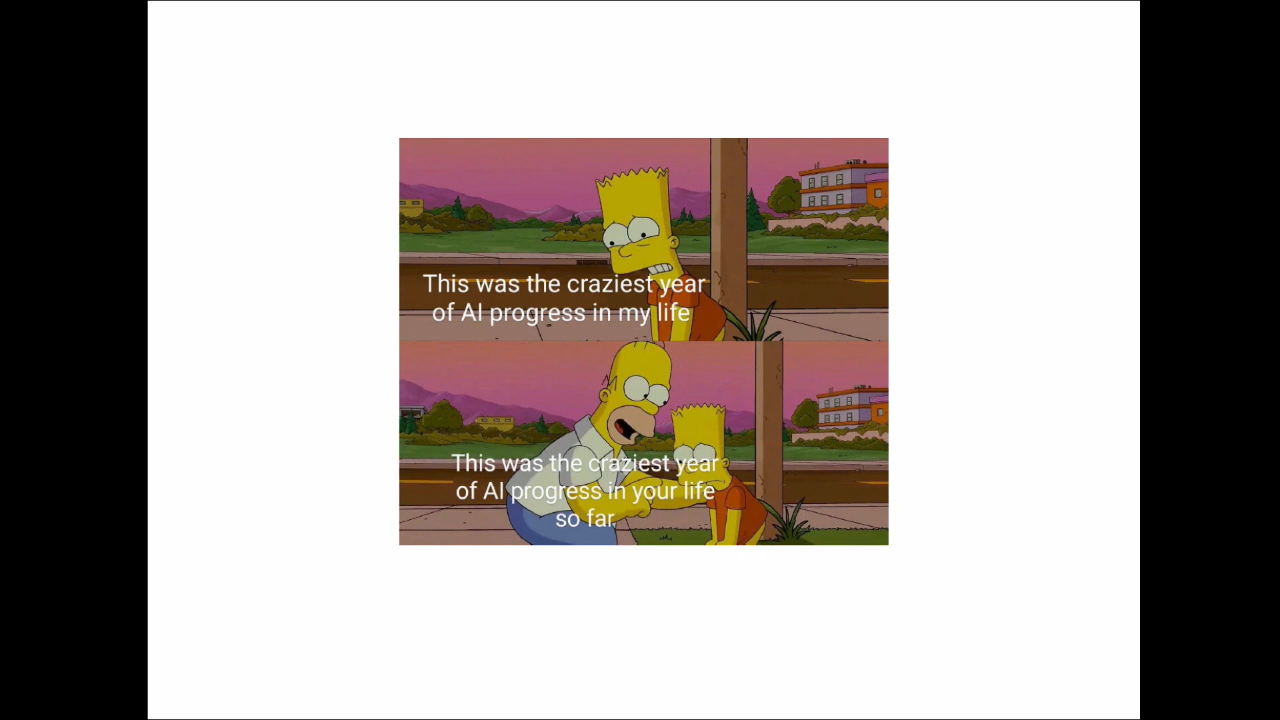 This was the craziest year
of AI progress in my life
This was the craziest year
of AI progress in your life
so far.